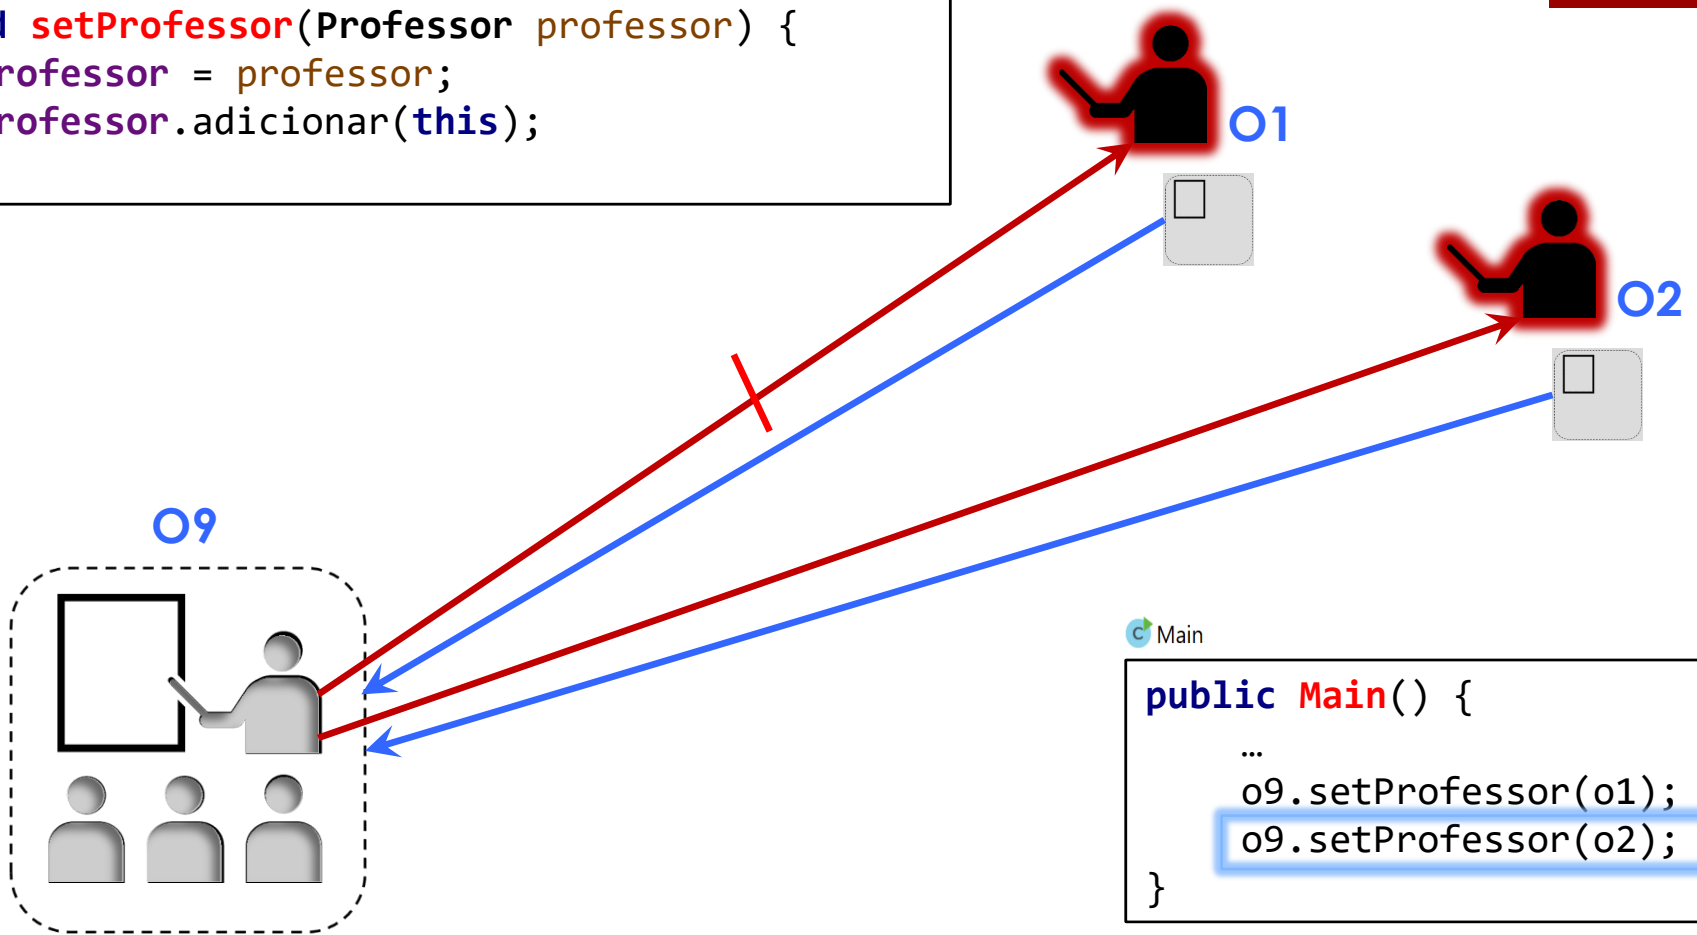 setProfessor(Professor professor) {
rofessor = professor;
rofessor.adicionar(this);
O1
O2
O9
C Main
public Main() {
…
o9.setProfessor(o1);
o9.setProfessor(o2);
}